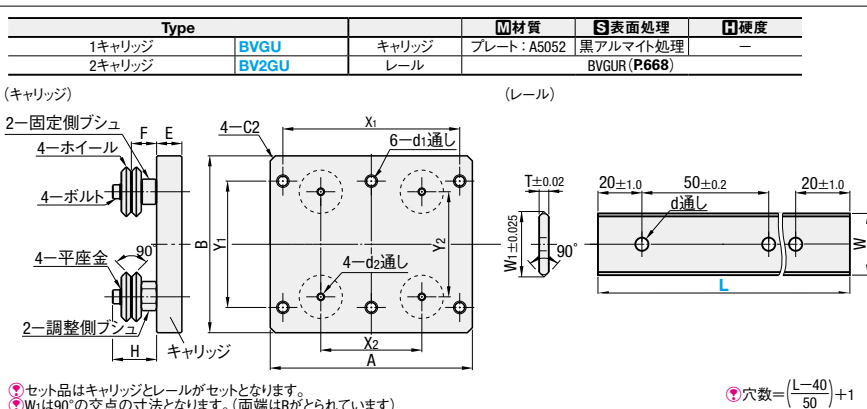 Type M材質 S表面処理 H硬度
1キャリッジ BVGU キャリッジ プレート：A5052 黒アルマイト処理 －
2キャリッジ BV2GU レール BVGUR（P.668）
（キャリッジ）
（レール）
2－固定側ブシュ
F E
4－ホイール
4－ボルト
4－平座金
90°
2－調整側ブシュ
H
キャリッジ
4－C2
X1
6－d1通し
B
Y1
Y2
4－d2通し
X2
A
T±0.02
W1±0.025
90°
20±1.0 50±0.2 20±1.0
d通し
W
L
セット品はキャリッジとレールがセットとなります。
W1は90°の交点の寸法となります。（両端はRがとられています）
穴数＝(L－40/50)＋1